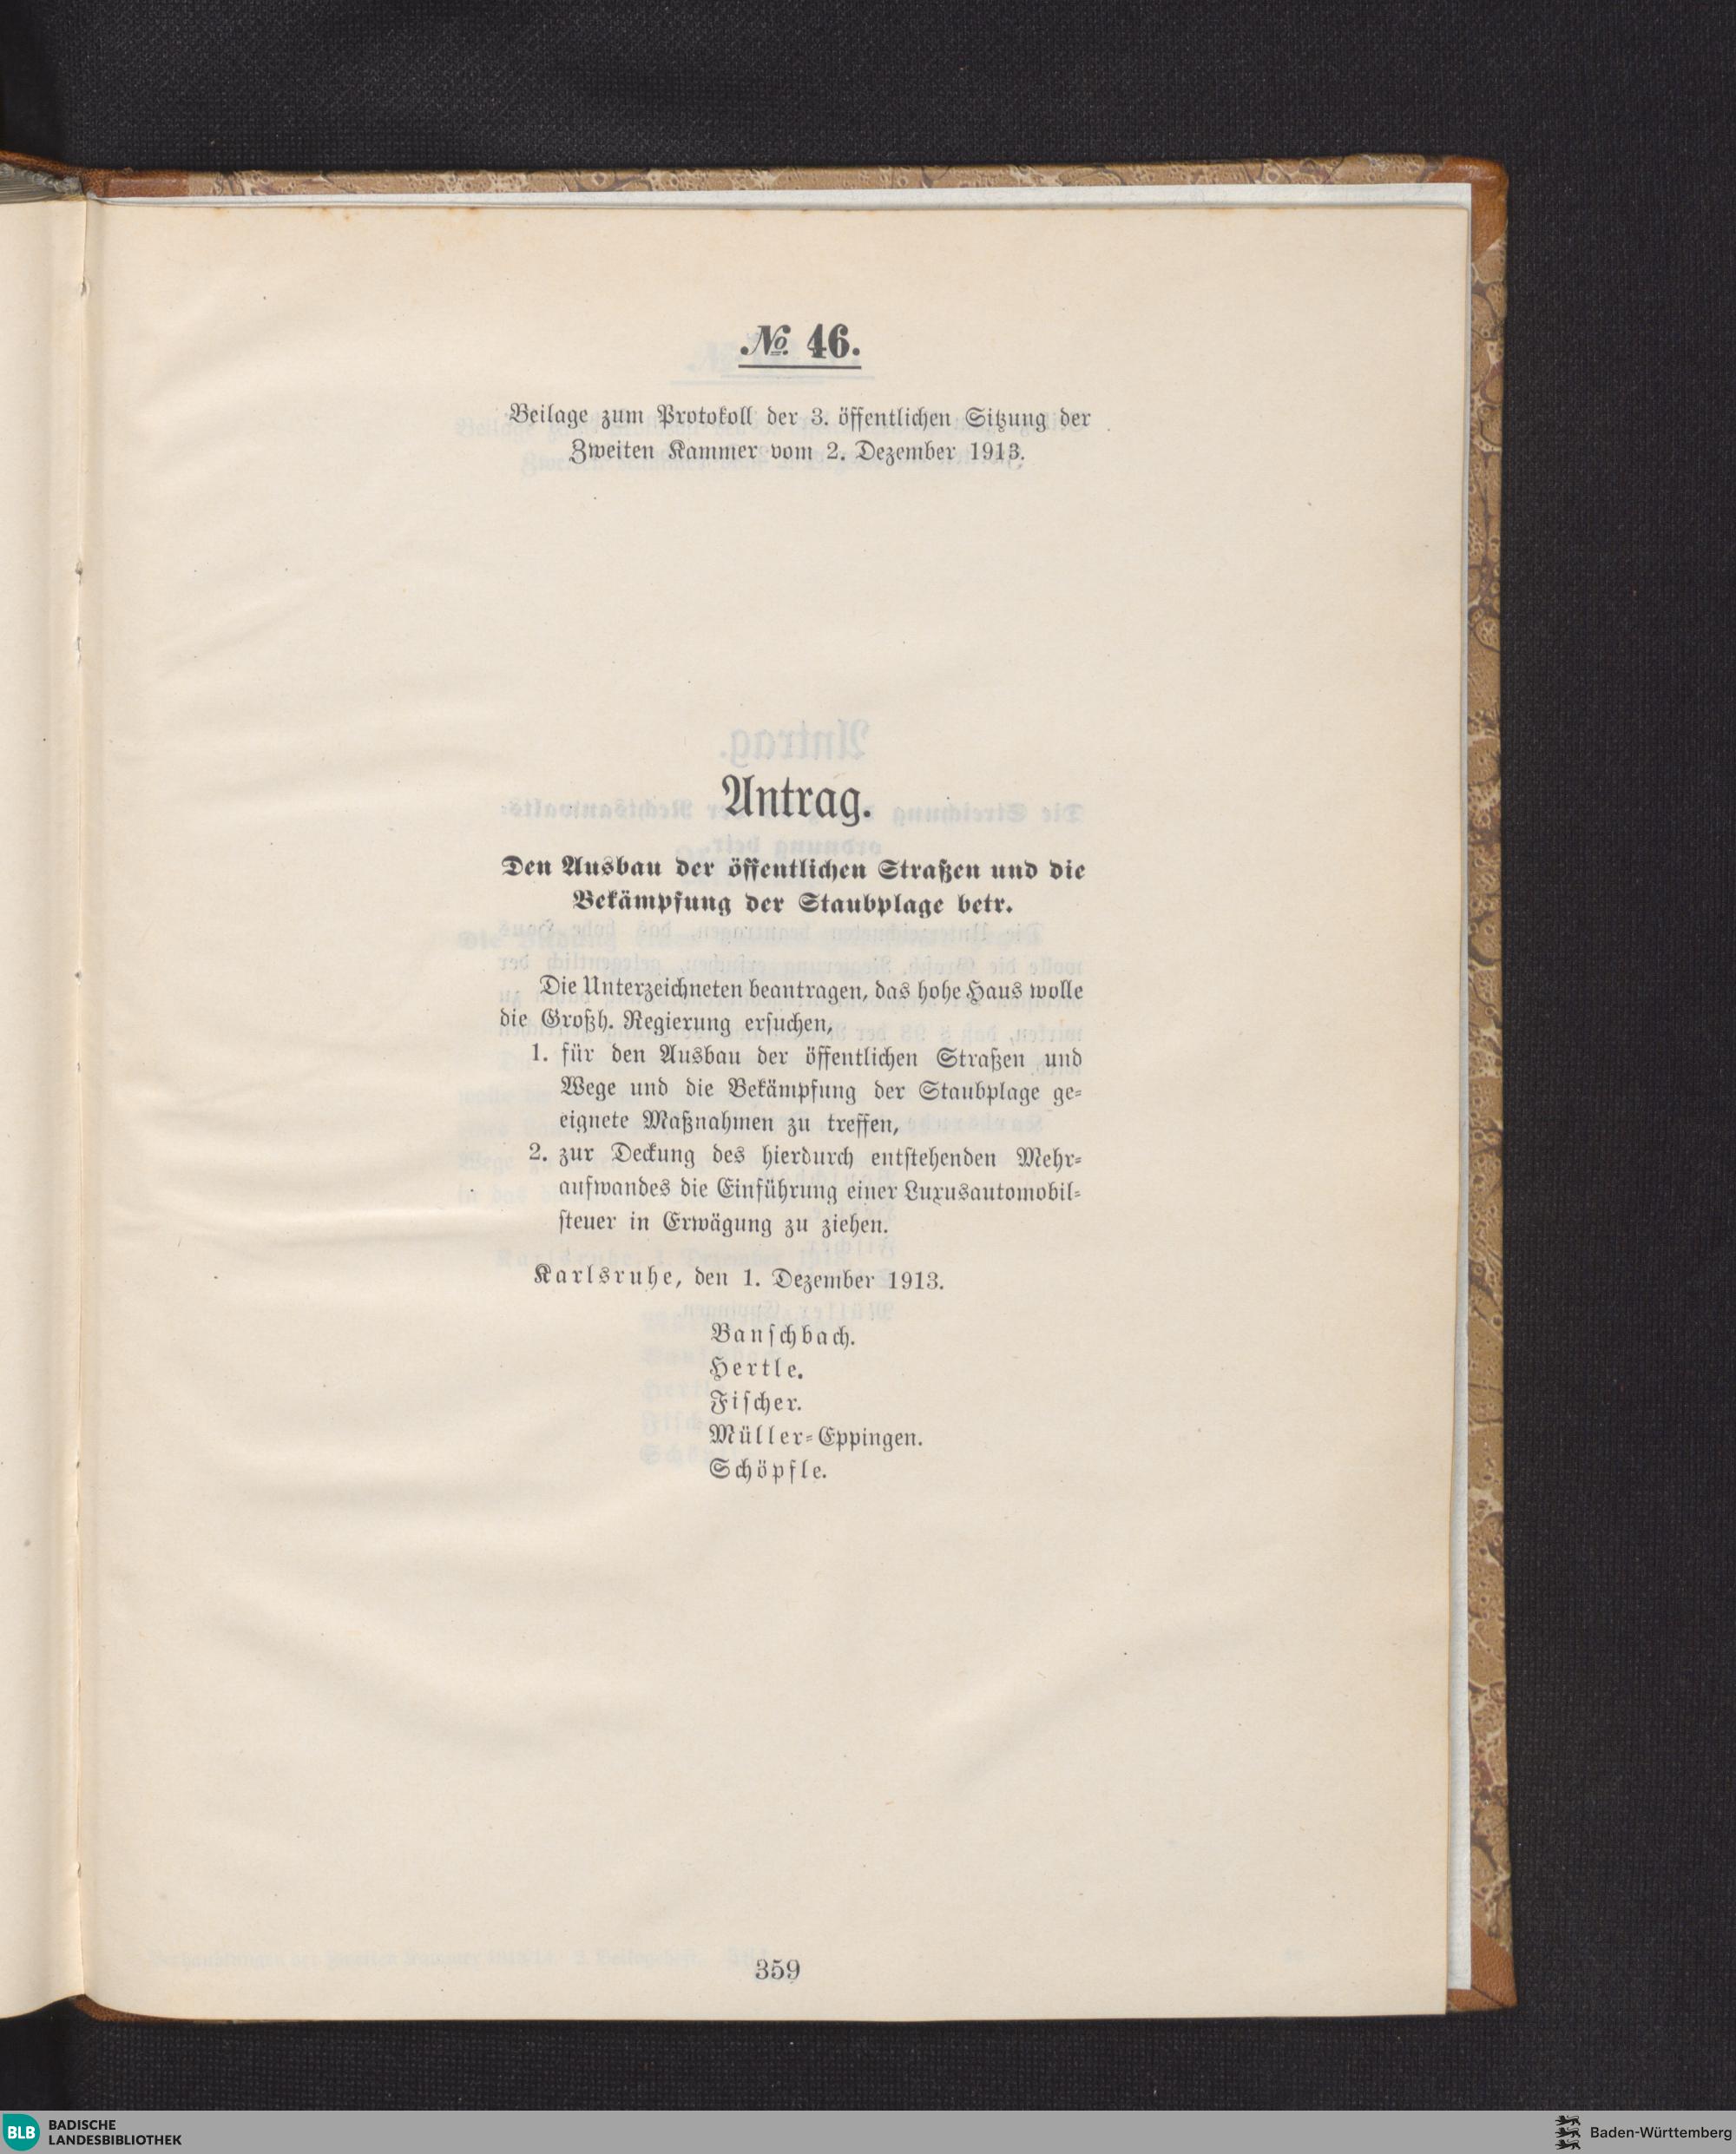 № 46.
Beilage zum Protokoll der 3. öffentlichen Sitzung der
Zweiten Kammer vom 2. Dezember 1913.
Antrag.
Den Ausbau der öffentlichen Straßen und die
Bekämpfung der Staubplage betr.
Die Unterzeichneten beantragen, das hohe Haus wolle
die Großh. Regierung ersuchen,
1. für den Ausbau der öffentlichen Straßen und
Wege und die Bekämpfung der Staubplage ge-
eignete Maßnahmen zu treffen,
2. zur Deckung des hierdurch entstehenden Mehr-
aufwandes die Einführung einer Luxusautomobil-
steuer in Erwägung zu ziehen.
Karlsruhe, den 1. Dezember 1913.
Banschbach.
Hertle.
Fischer.
Müller-Eppingen.
Schöpfle.
359
BLB BADISCHE
LANDESBIBLIOTHEK
Baden-Württemberg